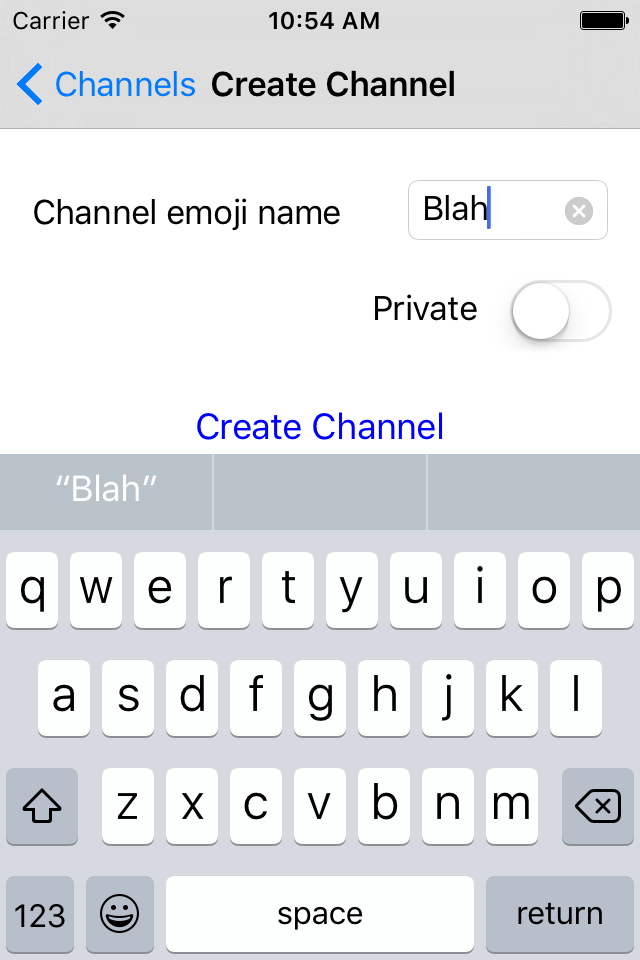 Carrier 10:54 AM
Channels Create Channel
Channel emoji name Blah
Private
Create Channel
“Blah”
q w e r t y u i o p
a s d f g h j k l
z x c v b n m
123 space return